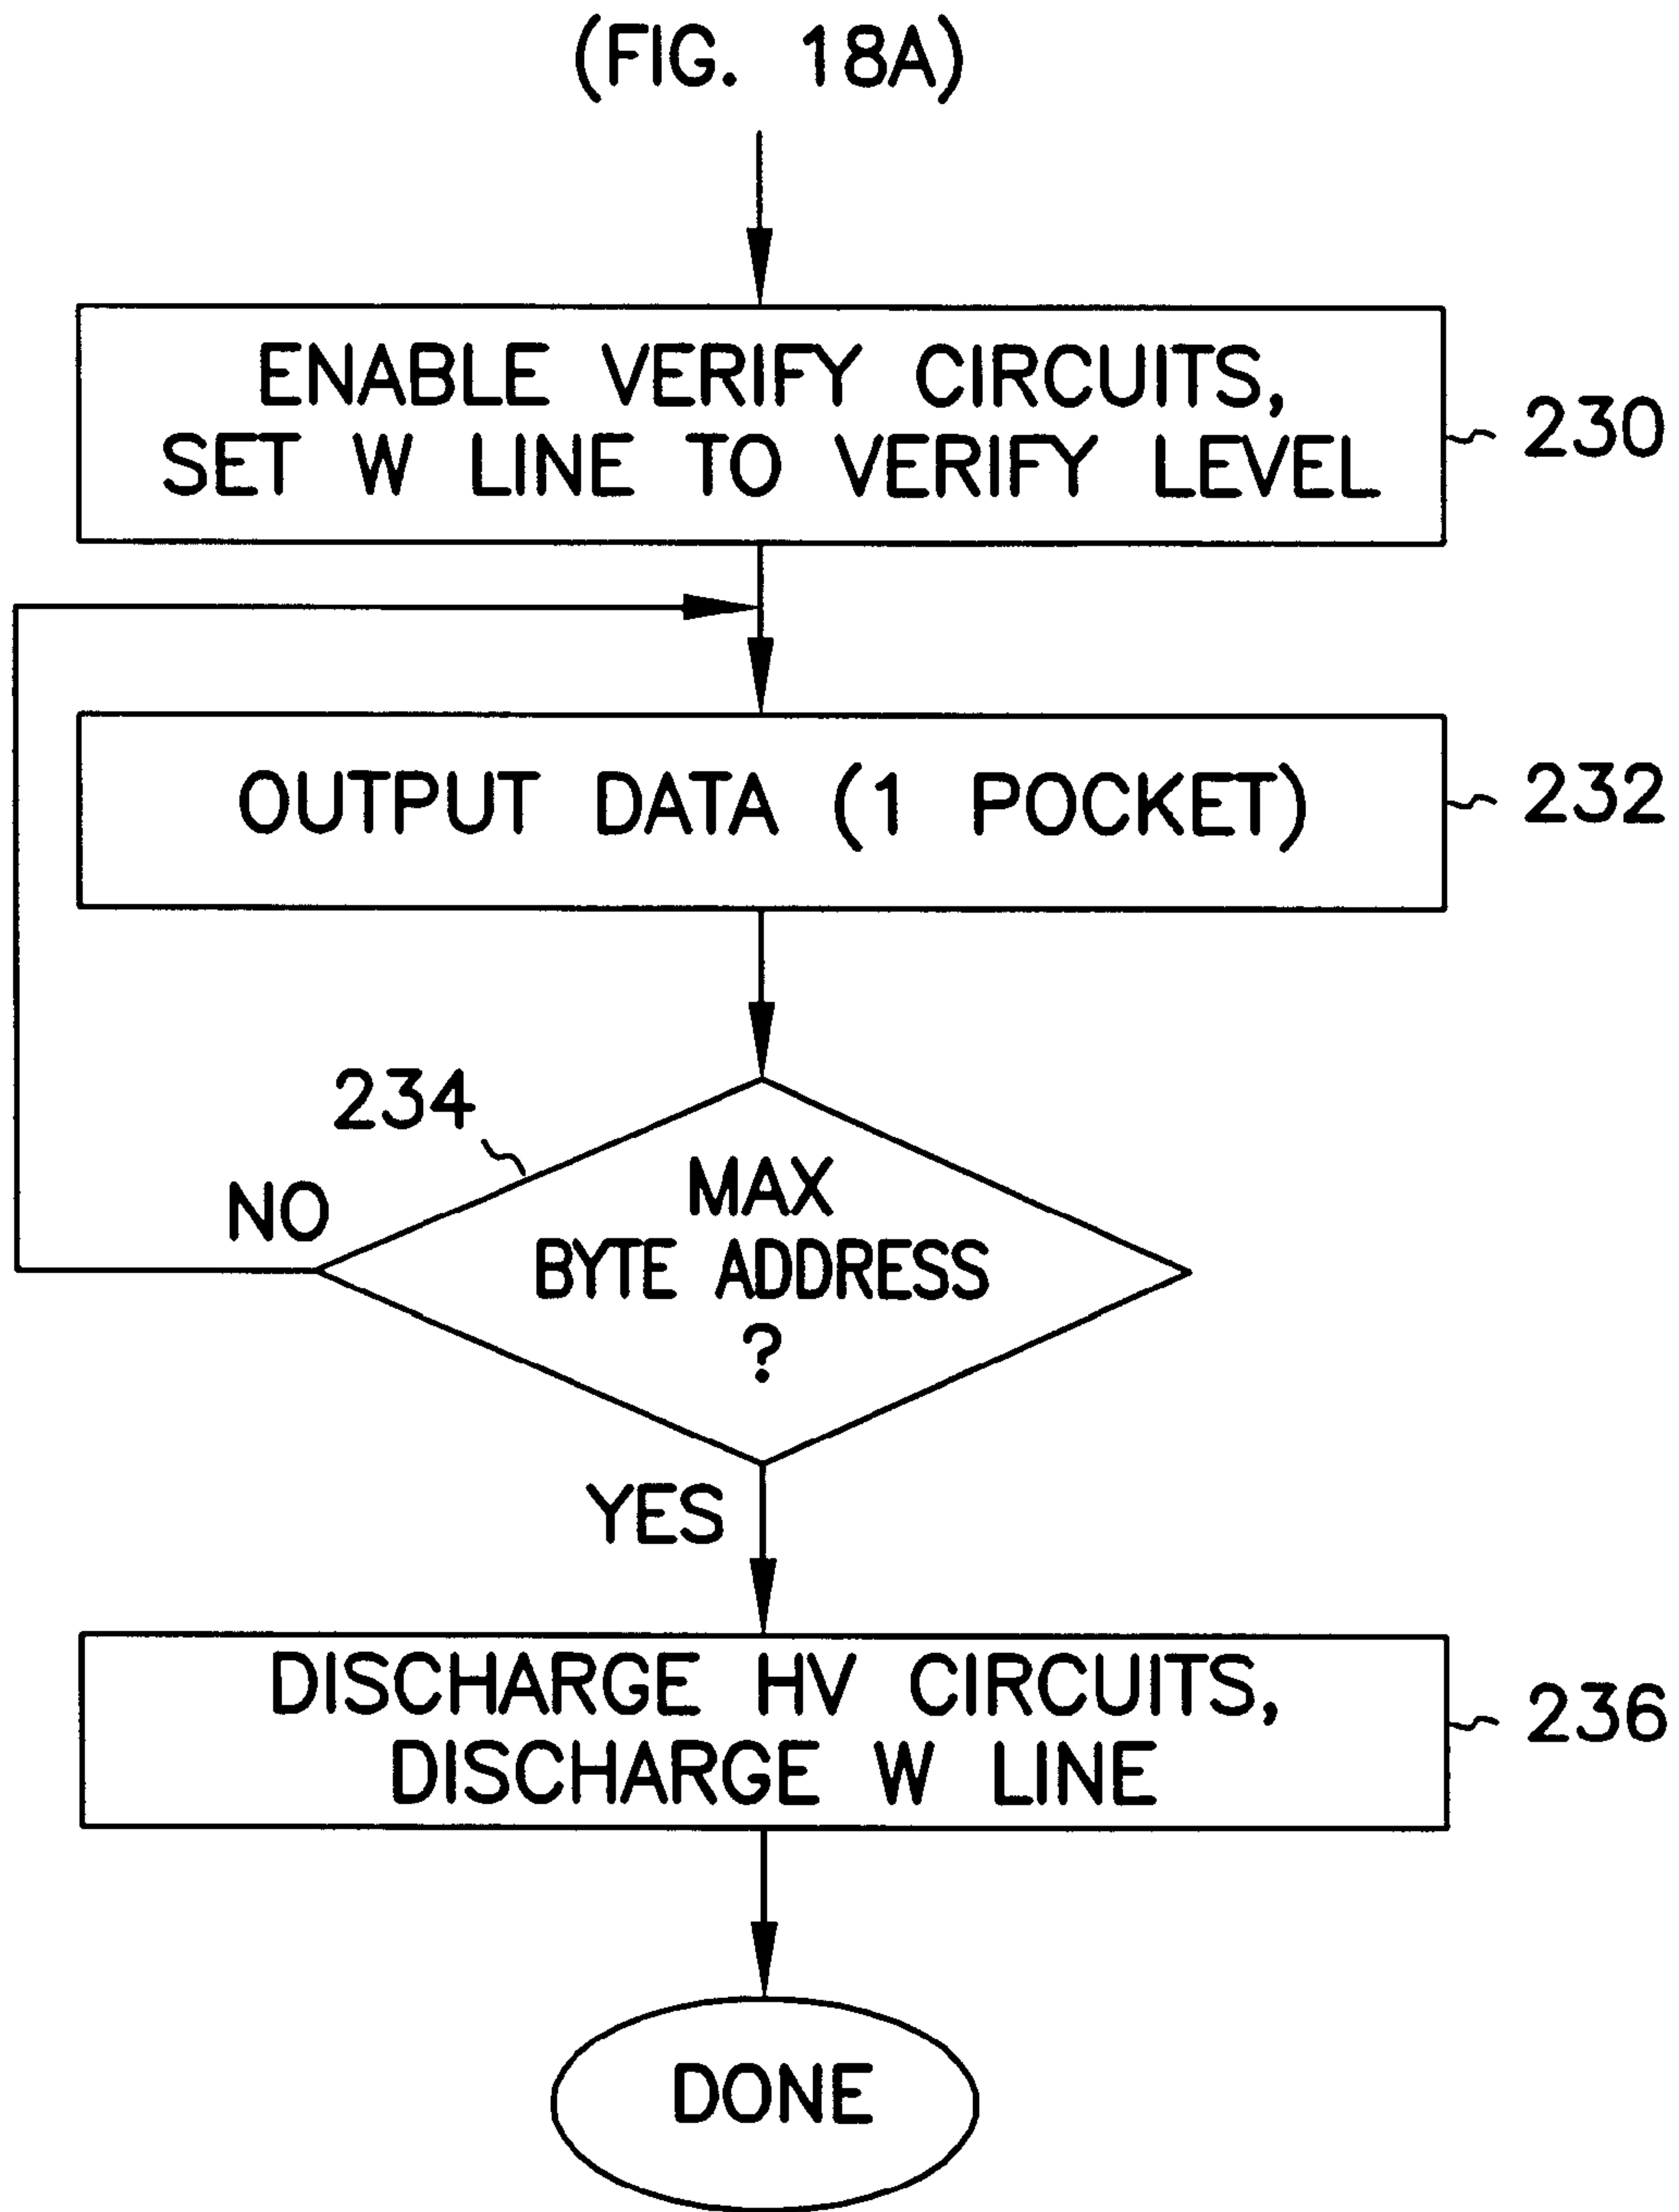 (FIG. 18A)
ENABLE VERIFY CIRCUITS,
SET W LINE TO VERIFY LEVEL
230
OUTPUT DATA (1 POCKET)
232
234
NO
MAX
BYTE ADDRESS
?
YES
DISCHARGE HV CIRCUITS,
DISCHARGE W LINE
236
DONE